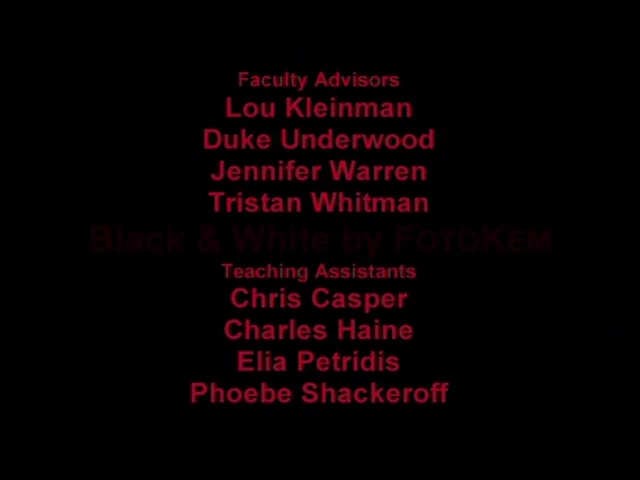 Faculty Advisors
Lou Kleinman
Duke Underwood
Jennifer Warren
Tristan Whitman
Black & White by FOTOKEM
Teaching Assistants
Chris Casper
Charles Haine
Elia Petridis
Phoebe Shackeroff